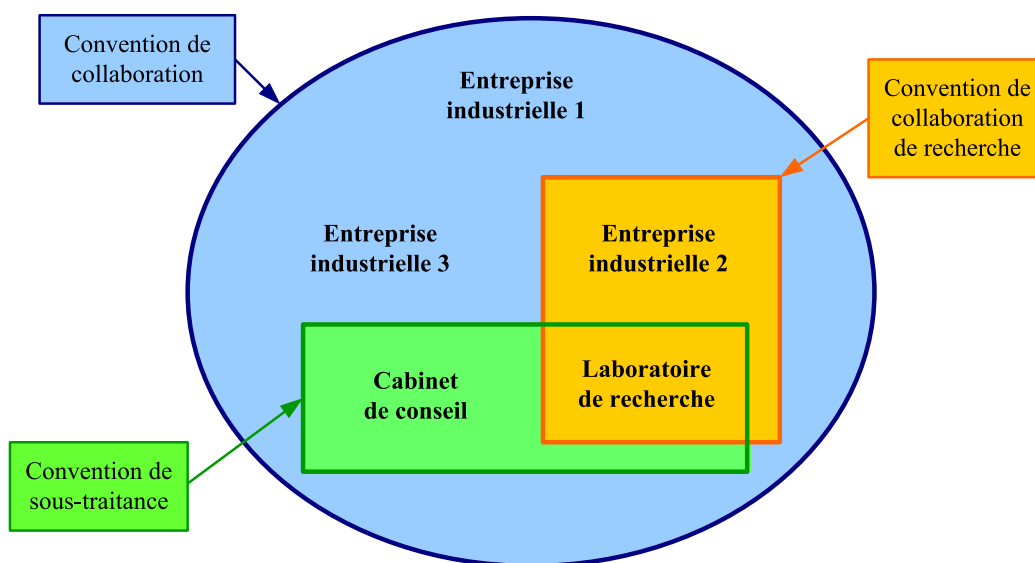 Convention de
collaboration
Entreprise
industrielle 1
Convention de
collaboration
de recherche
Entreprise
industrielle 3
Entreprise
industrielle 2
Cabinet
de conseil
Laboratoire
de recherche
Convention de
sous-traitance